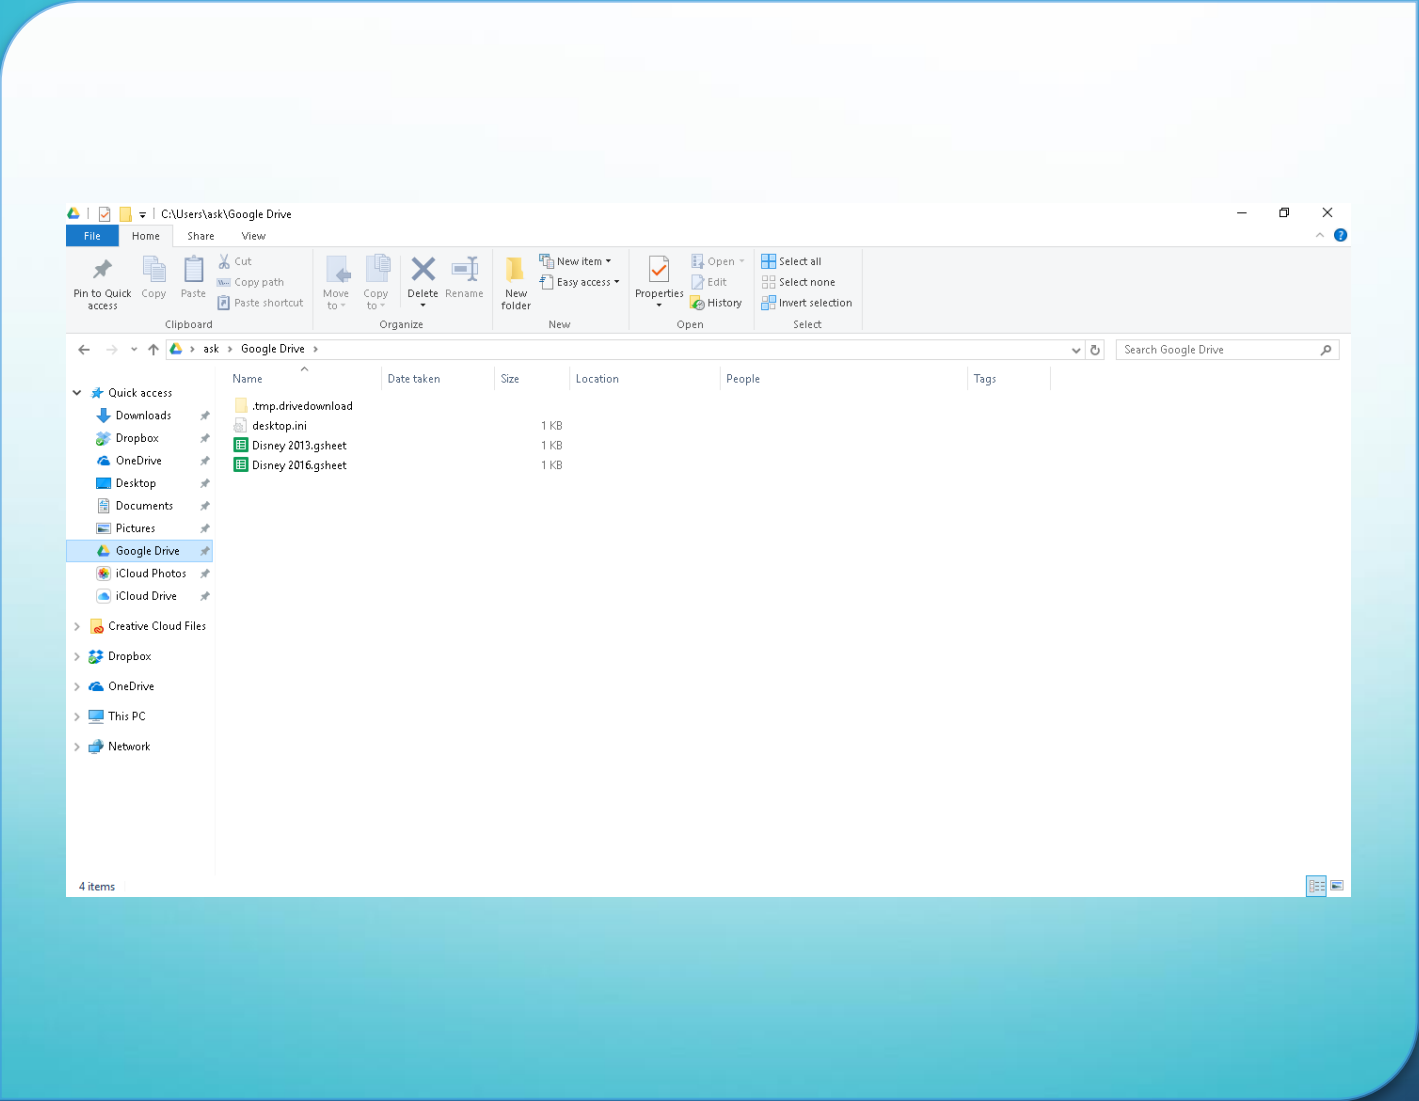 C:\Users\ask\Google Drive
File Home Share View
Pin to Quick access
Copy
Paste
Cut
Copy path
Paste shortcut
Clipboard
Move to
Copy to
Delete
Rename
Organize
New folder
New item
Easy access
New
Properties
Open
Edit
History
Open
Select all
Select none
Invert selection
Select
ask > Google Drive >
Search Google Drive
Name Date taken Size Location People Tags
.tmp.drivedownload
desktop.ini 1 KB
Disney 2013.gsheet 1 KB
Disney 2016.gsheet 1 KB
Quick access
Downloads
Dropbox
OneDrive
Desktop
Documents
Pictures
Google Drive
iCloud Photos
iCloud Drive
Creative Cloud Files
Dropbox
OneDrive
This PC
Network
4 items